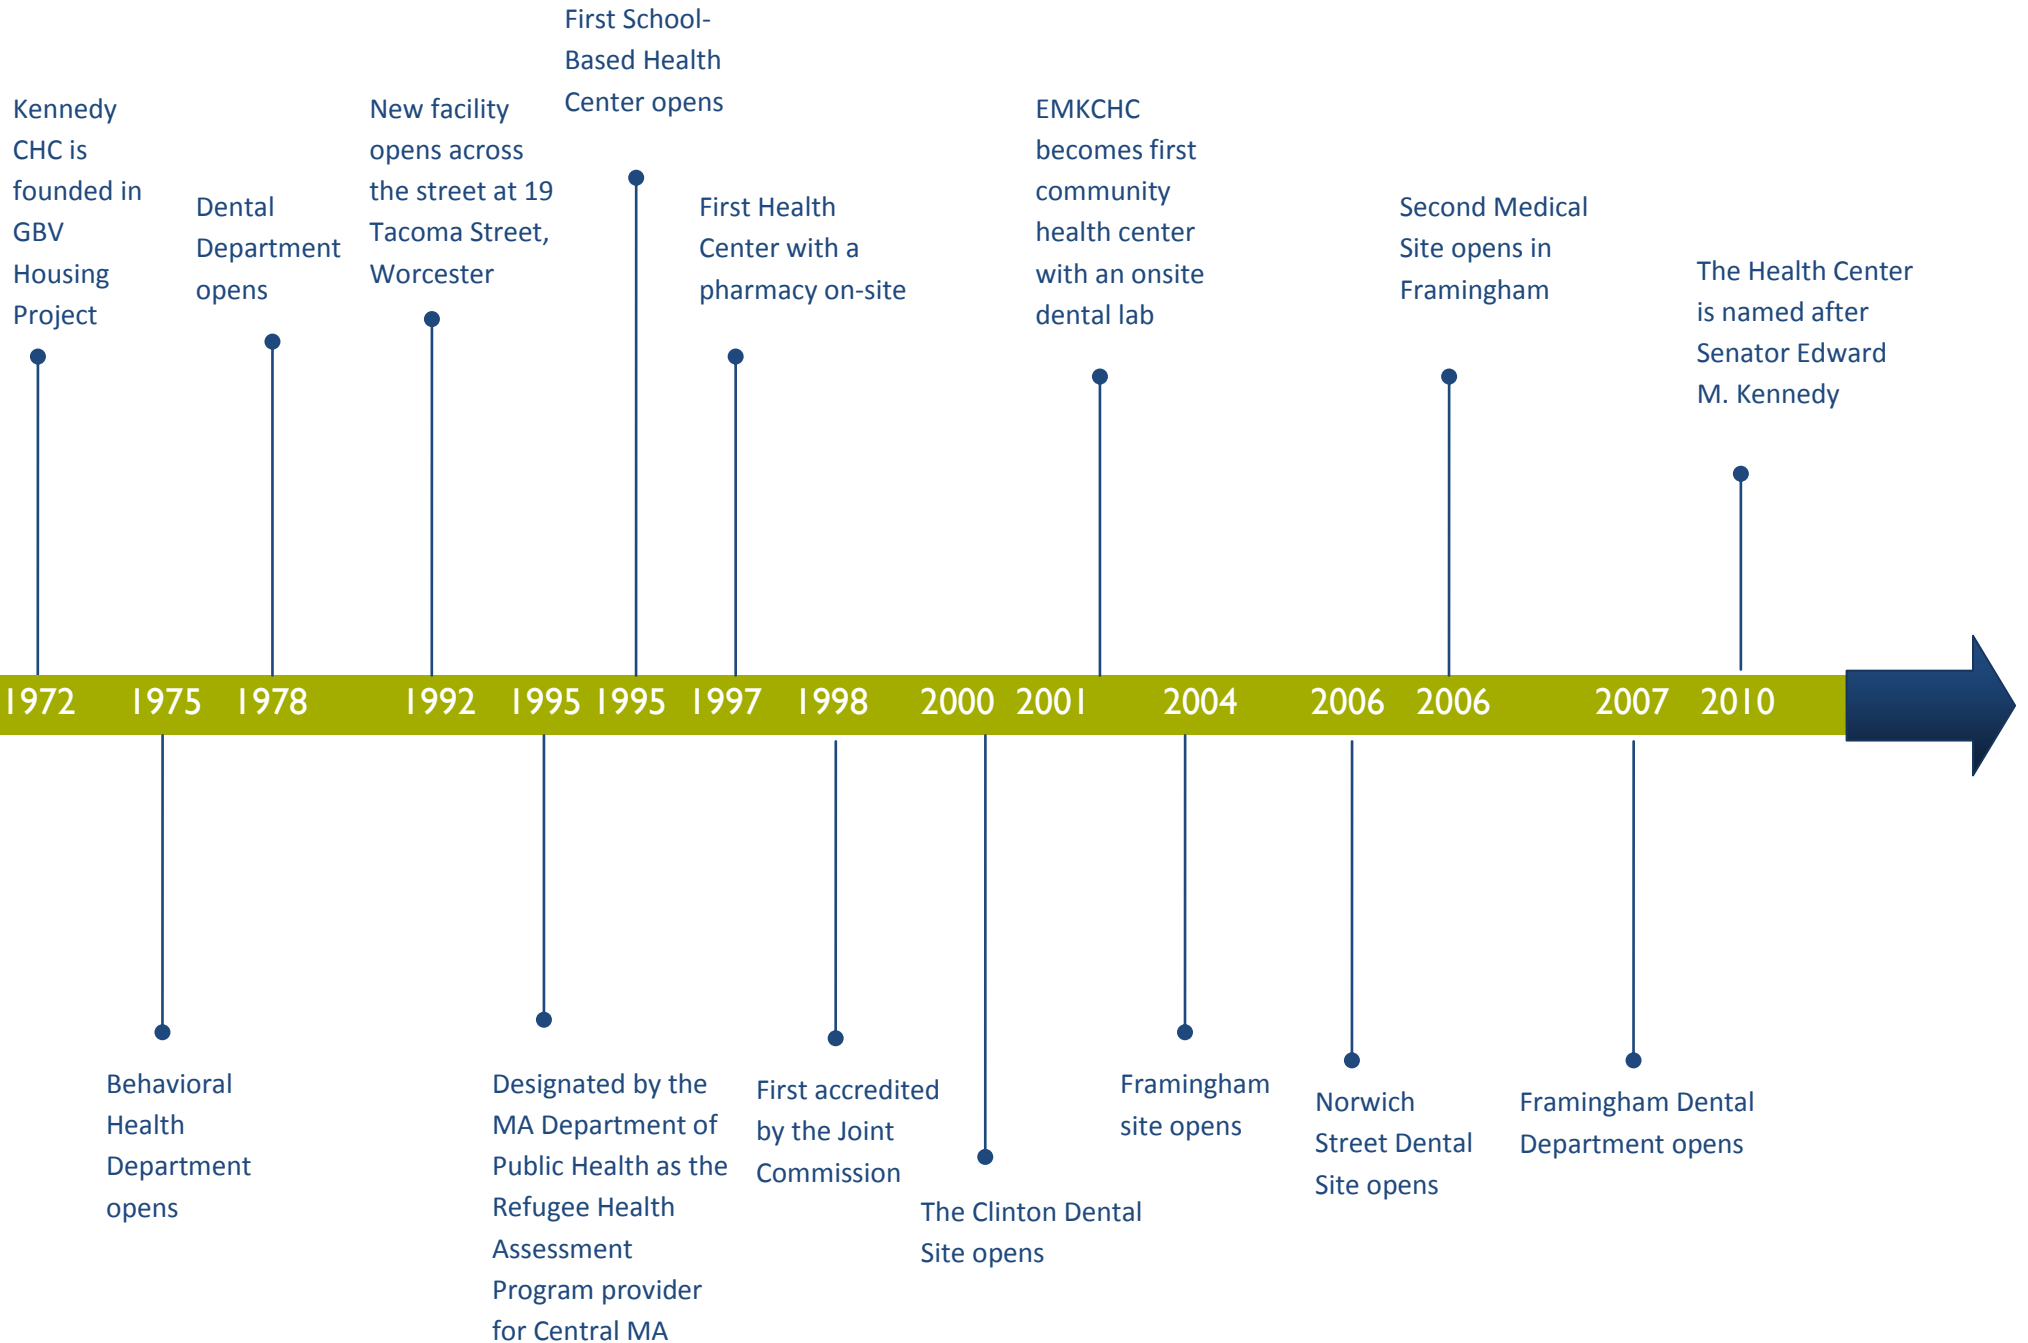 First School-
Based Health
Center opens
Kennedy
CHC is
founded in
GBV
Housing
Project
Dental
Department
opens
New facility
opens across
the street at 19
Tacoma Street,
Worcester
First Health
Center with a
pharmacy on-site
EMKCHC
becomes first
community
health center
with an onsite
dental lab
Second Medical
Site opens in
Framingham
The Health Center
is named after
Senator Edward
M. Kennedy
1972 1975 1978 1992 1995 1995 1997 1998 2000 2001 2004 2006 2006 2007 2010
Behavioral
Health
Department
opens
Designated by the
MA Department of
Public Health as the
Refugee Health
Assessment
Program provider
for Central MA
First accredited
by the Joint
Commission
The Clinton Dental
Site opens
Framingham
site opens
Norwich
Street Dental
Site opens
Framingham Dental
Department opens